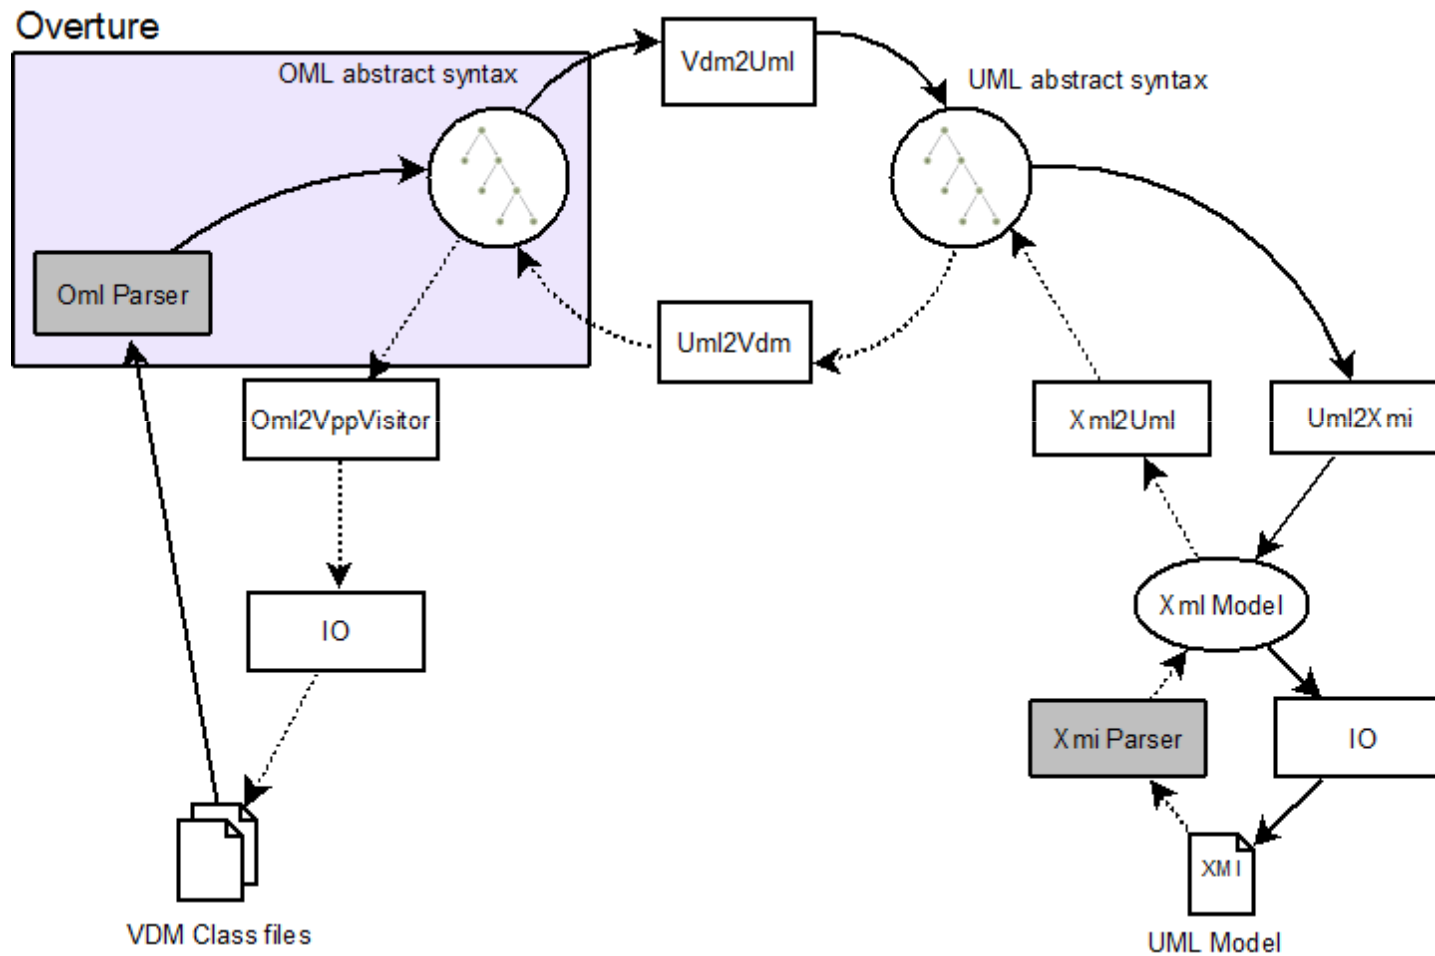 Overture
OML abstract syntax
Vdm2Uml
UML abstract syntax
Oml Parser
Uml2Vdm
Oml2VppVisitor
Xml2Uml
Uml2Xmi
IO
Xml Model
Xmi Parser
IO
XMI
VDM Class files
UML Model